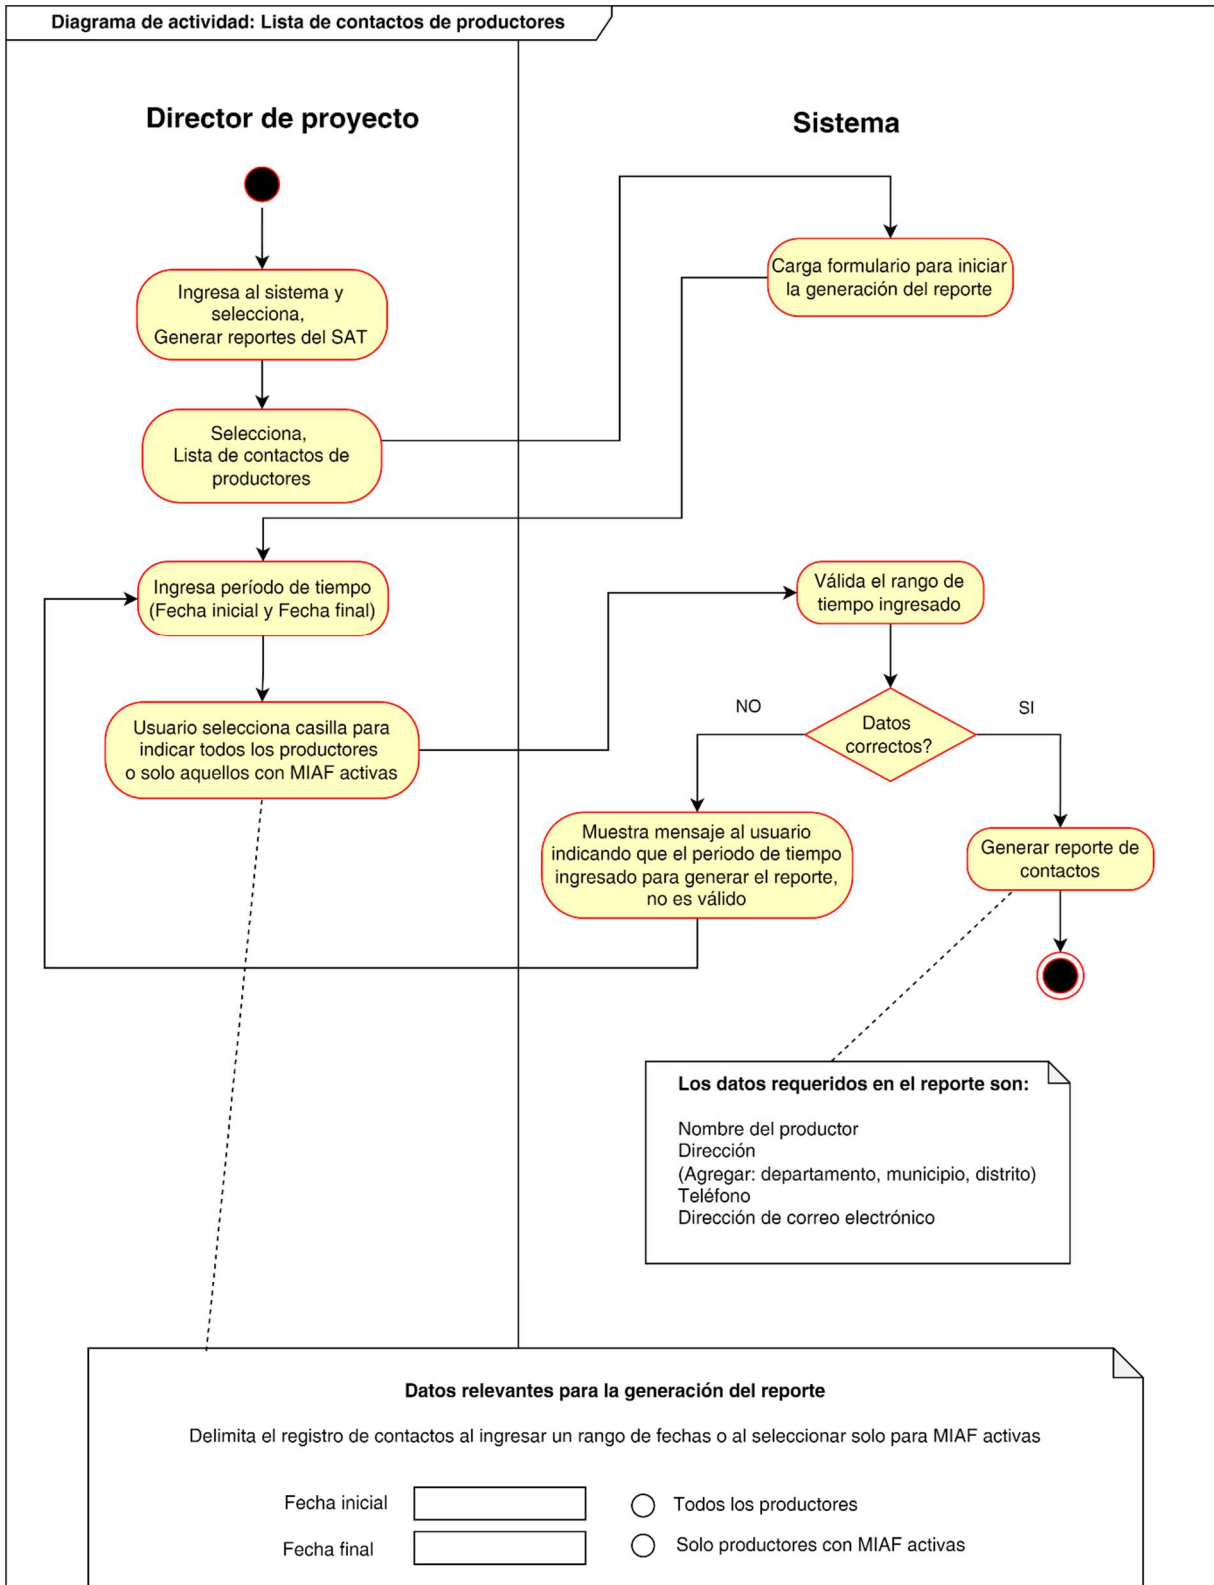 Diagrama de actividad: Lista de contactos de productores
Director de proyecto
Sistema
Ingresa al sistema y
selecciona,
Generar reportes del SAT
Carga formulario para iniciar
la generación del reporte
Selecciona,
Lista de contactos de
productores
Ingresa período de tiempo
(Fecha inicial y Fecha final)
Válida el rango de
tiempo ingresado
Usuario selecciona casilla para
indicar todos los productores
o solo aquellos con MIAF activas
NO
Datos
correctos?
SI
Muestra mensaje al usuario
indicando que el periodo de tiempo
ingresado para generar el reporte,
no es válido
Generar reporte de
contactos
Los datos requeridos en el reporte son:
Nombre del productor
Dirección
(Agregar: departamento, municipio, distrito)
Teléfono
Dirección de correo electrónico
Datos relevantes para la generación del reporte
Delimita el registro de contactos al ingresar un rango de fechas o al seleccionar solo para MIAF activas
Fecha inicial
Todos los productores
Fecha final
Solo productores con MIAF activas